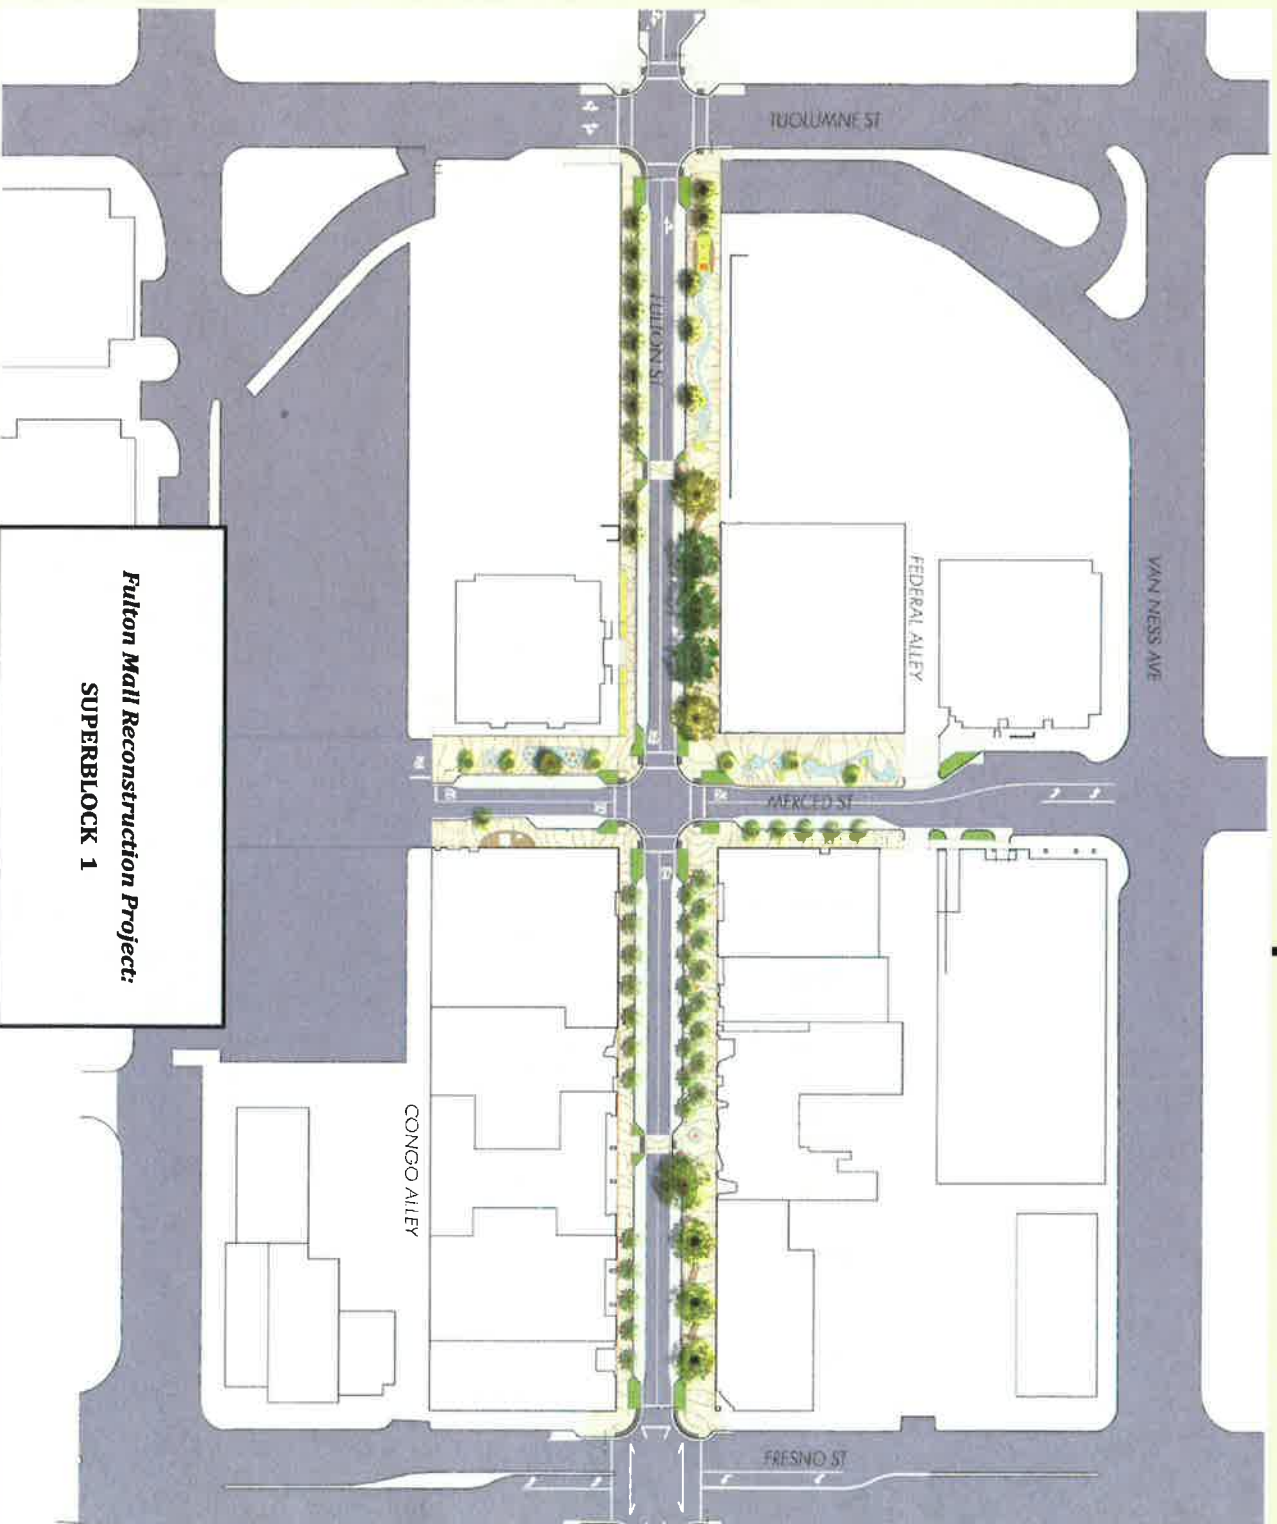 TUOLUMNE ST
FULTON ST
VAN NESS AVE
FEDERAL ALLEY
MERCED ST
Fulton Mall Reconstruction Project:
SUPERBLOCK 1
CONGO ALLEY
FRESNO ST